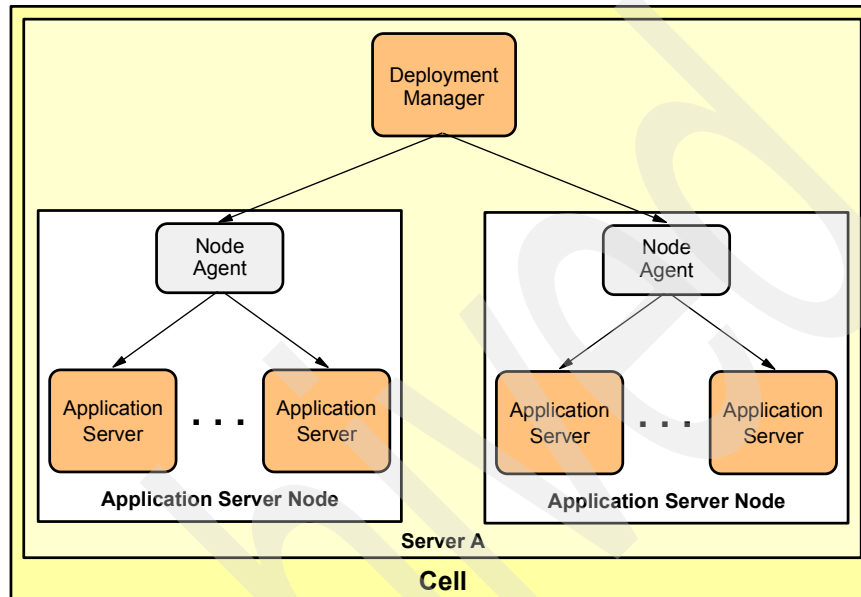 Deployment
Manager
Node
Agent
Node
Agent
Application
Server
. . .
Application
Server
Application
Server
. . .
Application
Server
Application Server Node
Application Server Node
Server A
Cell